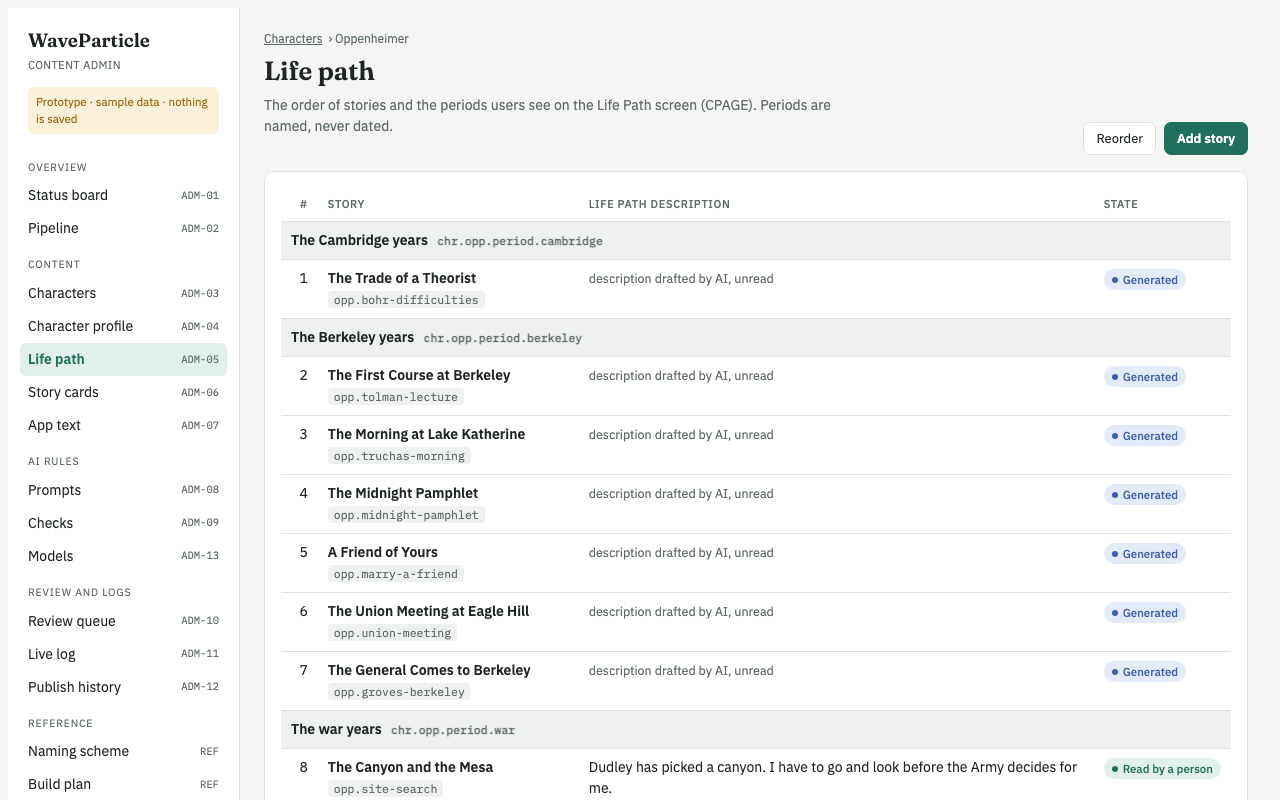 WaveParticle
CONTENT ADMIN
Prototype · sample data · nothing
is saved
OVERVIEW
Status board ADM-01
Pipeline ADM-02
CONTENT
Characters ADM-03
Character profile ADM-04
Life path ADM-05
Story cards ADM-06
App text ADM-07
AI RULES
Prompts ADM-08
Checks ADM-09
Models ADM-13
REVIEW AND LOGS
Review queue ADM-10
Live log ADM-11
Publish history ADM-12
REFERENCE
Naming scheme REF
Build plan REF
Characters › Oppenheimer
Life path
The order of stories and the periods users see on the Life Path screen (CPAGE). Periods are
named, never dated.
Reorder
Add story
# STORY LIFE PATH DESCRIPTION STATE
The Cambridge years chr.opp.period.cambridge
1 The Trade of a Theorist description drafted by AI, unread Generated
opp.bohr-difficulties
The Berkeley years chr.opp.period.berkeley
2 The First Course at Berkeley description drafted by AI, unread Generated
opp.tolman-lecture
3 The Morning at Lake Katherine description drafted by AI, unread Generated
opp.truchas-morning
4 The Midnight Pamphlet description drafted by AI, unread Generated
opp.midnight-pamphlet
5 A Friend of Yours description drafted by AI, unread Generated
opp.marry-a-friend
6 The Union Meeting at Eagle Hill description drafted by AI, unread Generated
opp.union-meeting
7 The General Comes to Berkeley description drafted by AI, unread Generated
opp.groves-berkeley
The war years chr.opp.period.war
8 The Canyon and the Mesa Dudley has picked a canyon. I have to go and look before the Army decides for Read by a person
opp.site-search me.